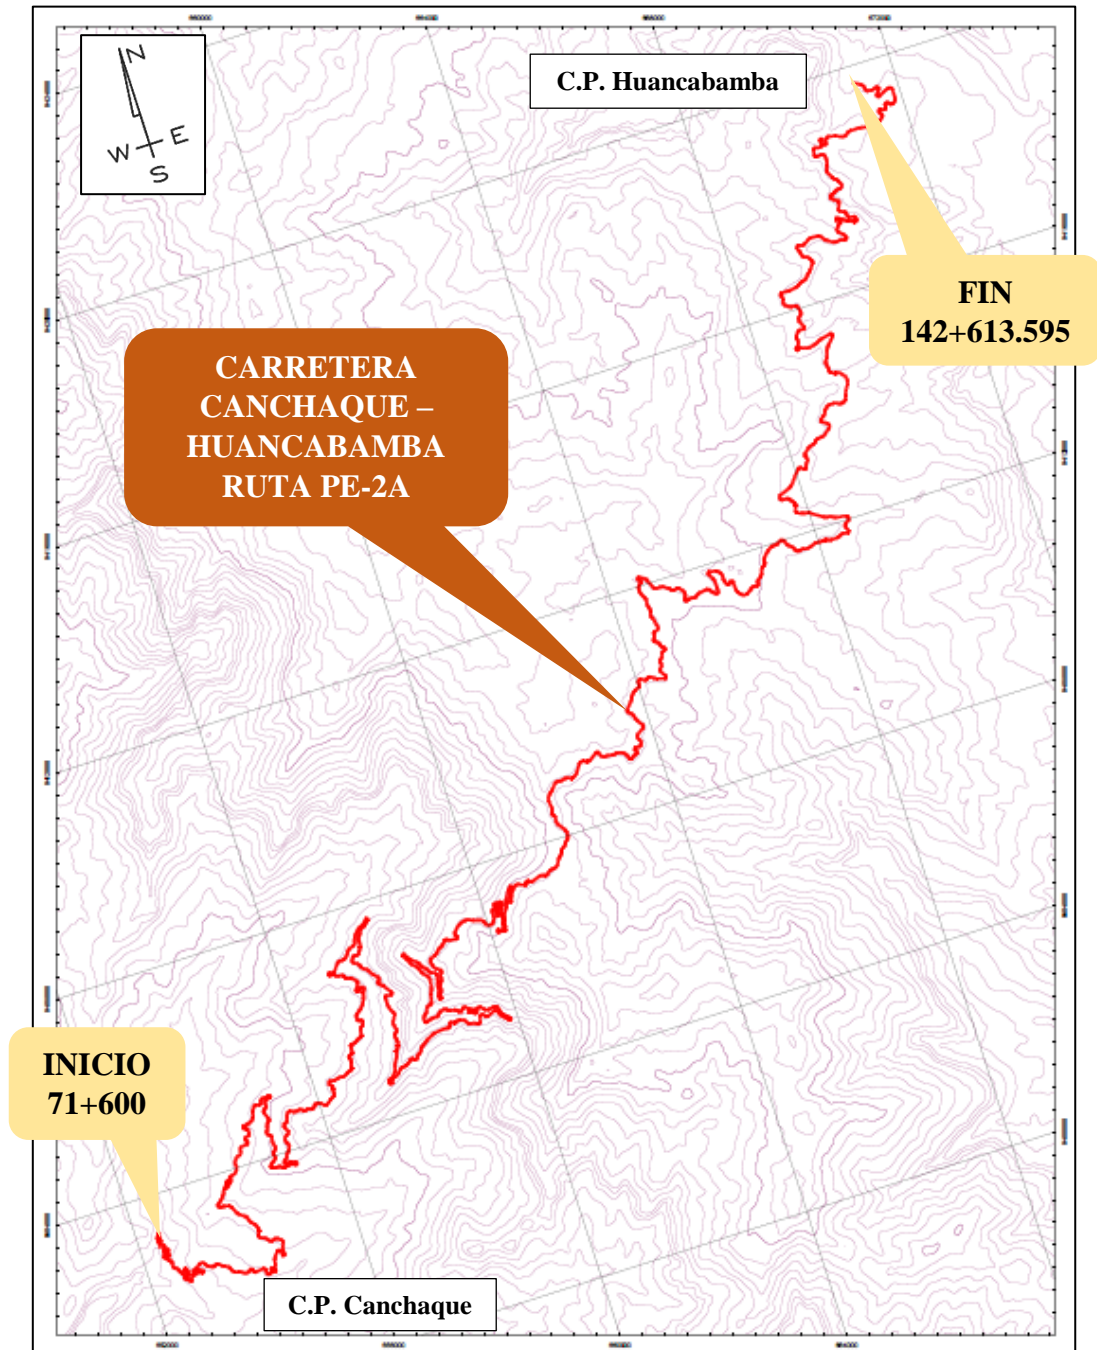 N
W
E
S
C.P. Huancabamba
FIN
142+613.595
CARRETERA
CANCHAQUE –
HUANCABAMBA
RUTA PE-2A
INICIO
71+600
C.P. Canchaque